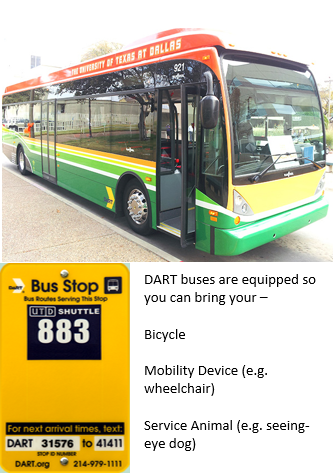 THE UNIVERSITY OF TEXAS AT DALLAS
921
DART
Bus Stop
Bus Routes Serving This Stop
UTD SHUTTLE
883
For next arrival times, text:
DART 31576 to 41411
STOP ID NUMBER
DART.org 214-979-1111
DART buses are equipped so
you can bring your –
Bicycle
Mobility Device (e.g.
wheelchair)
Service Animal (e.g. seeing-
eye dog)